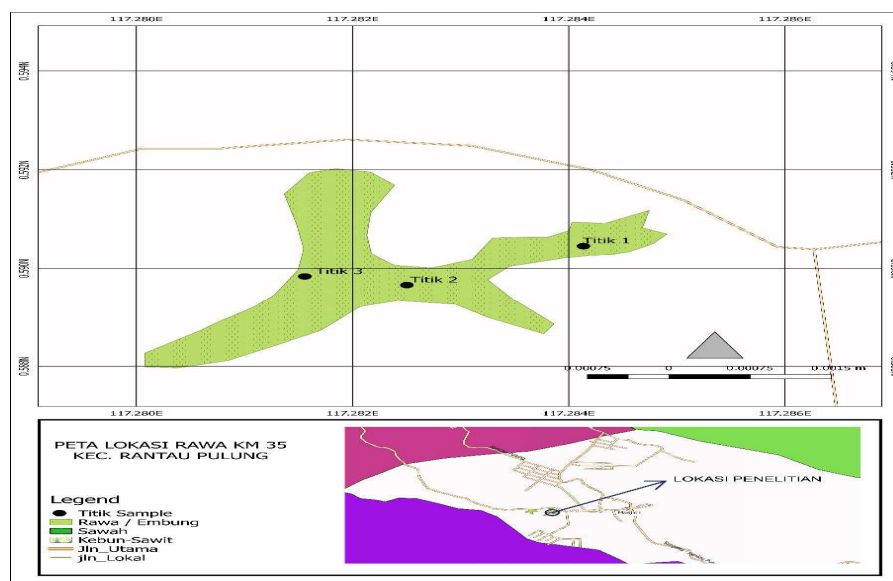 117.280E 117.282E 117.284E 117.286E
0.594N
0.592N
0.590N
0.588N
Titik 1
Titik 3
Titik 2
0.00075 0 0.00075 0.0015 m
117.280E 117.282E 117.284E 117.286E
PETA LOKASI RAWA KM 35
KEC. RANTAU PULUNG
LOKASI PENELITIAN
Legend
Titik Sample
Rawa / Embung
Sawah
Kebun-Sawit
Jln_Utama
jln_Lokal